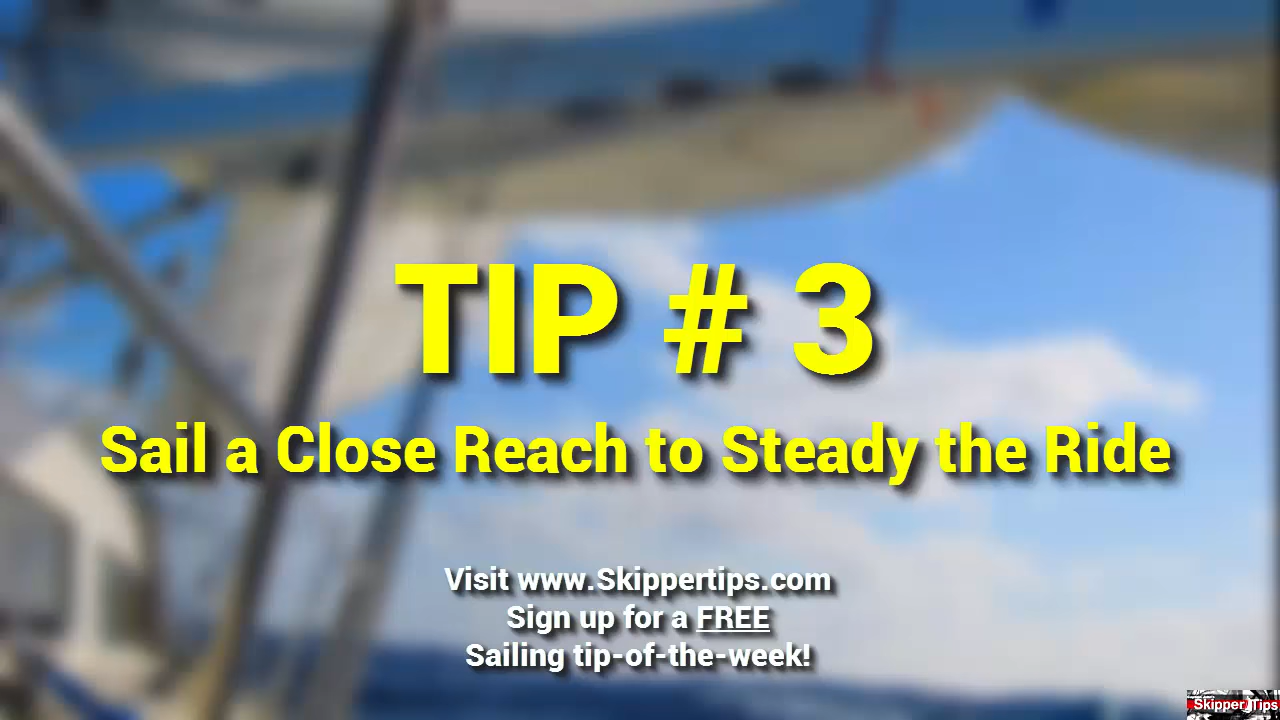 TIP # 3
Sail a Close Reach to Steady the Ride
Visit www.Skippertips.com
Sign up for a FREE
Sailing tip-of-the-week!
Skipper Tips